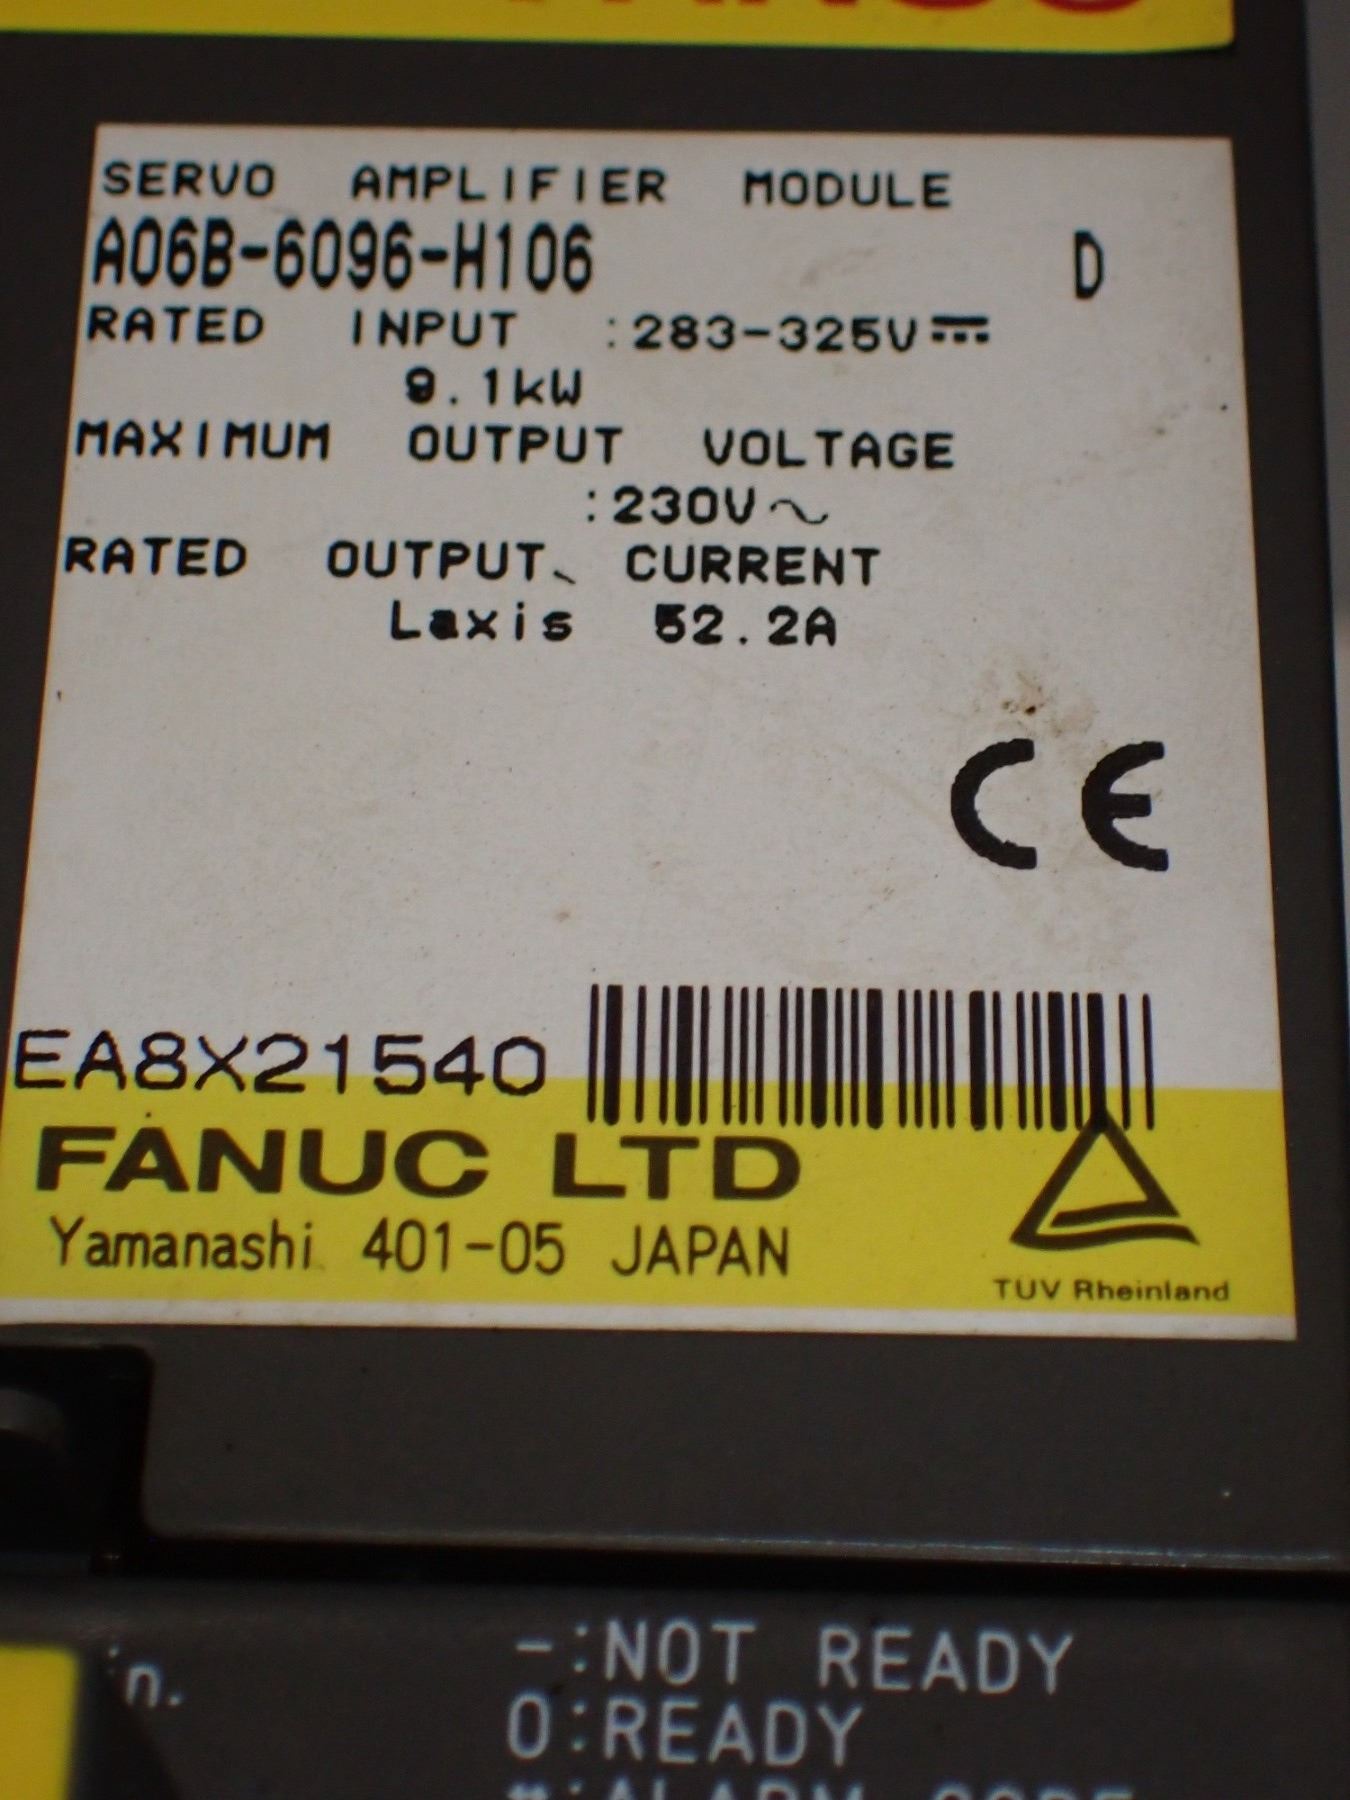 SERVO AMPLIFIER MODULE
A06B-6096-H106 D
RATED INPUT :283-325V⎓
9.1kW
MAXIMUM OUTPUT VOLTAGE
:230V~
RATED OUTPUT CURRENT
Laxis 52.2A
CE
EA8X21540
FANUC LTD
Yamanashi 401-05 JAPAN
TUV Rheinland
-:NOT READY
0:READY